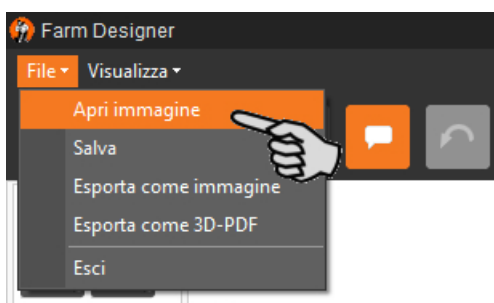 Farm Designer
File Visualizza
Apri immagine
Salva
Esporta come immagine
Esporta come 3D-PDF
Esci